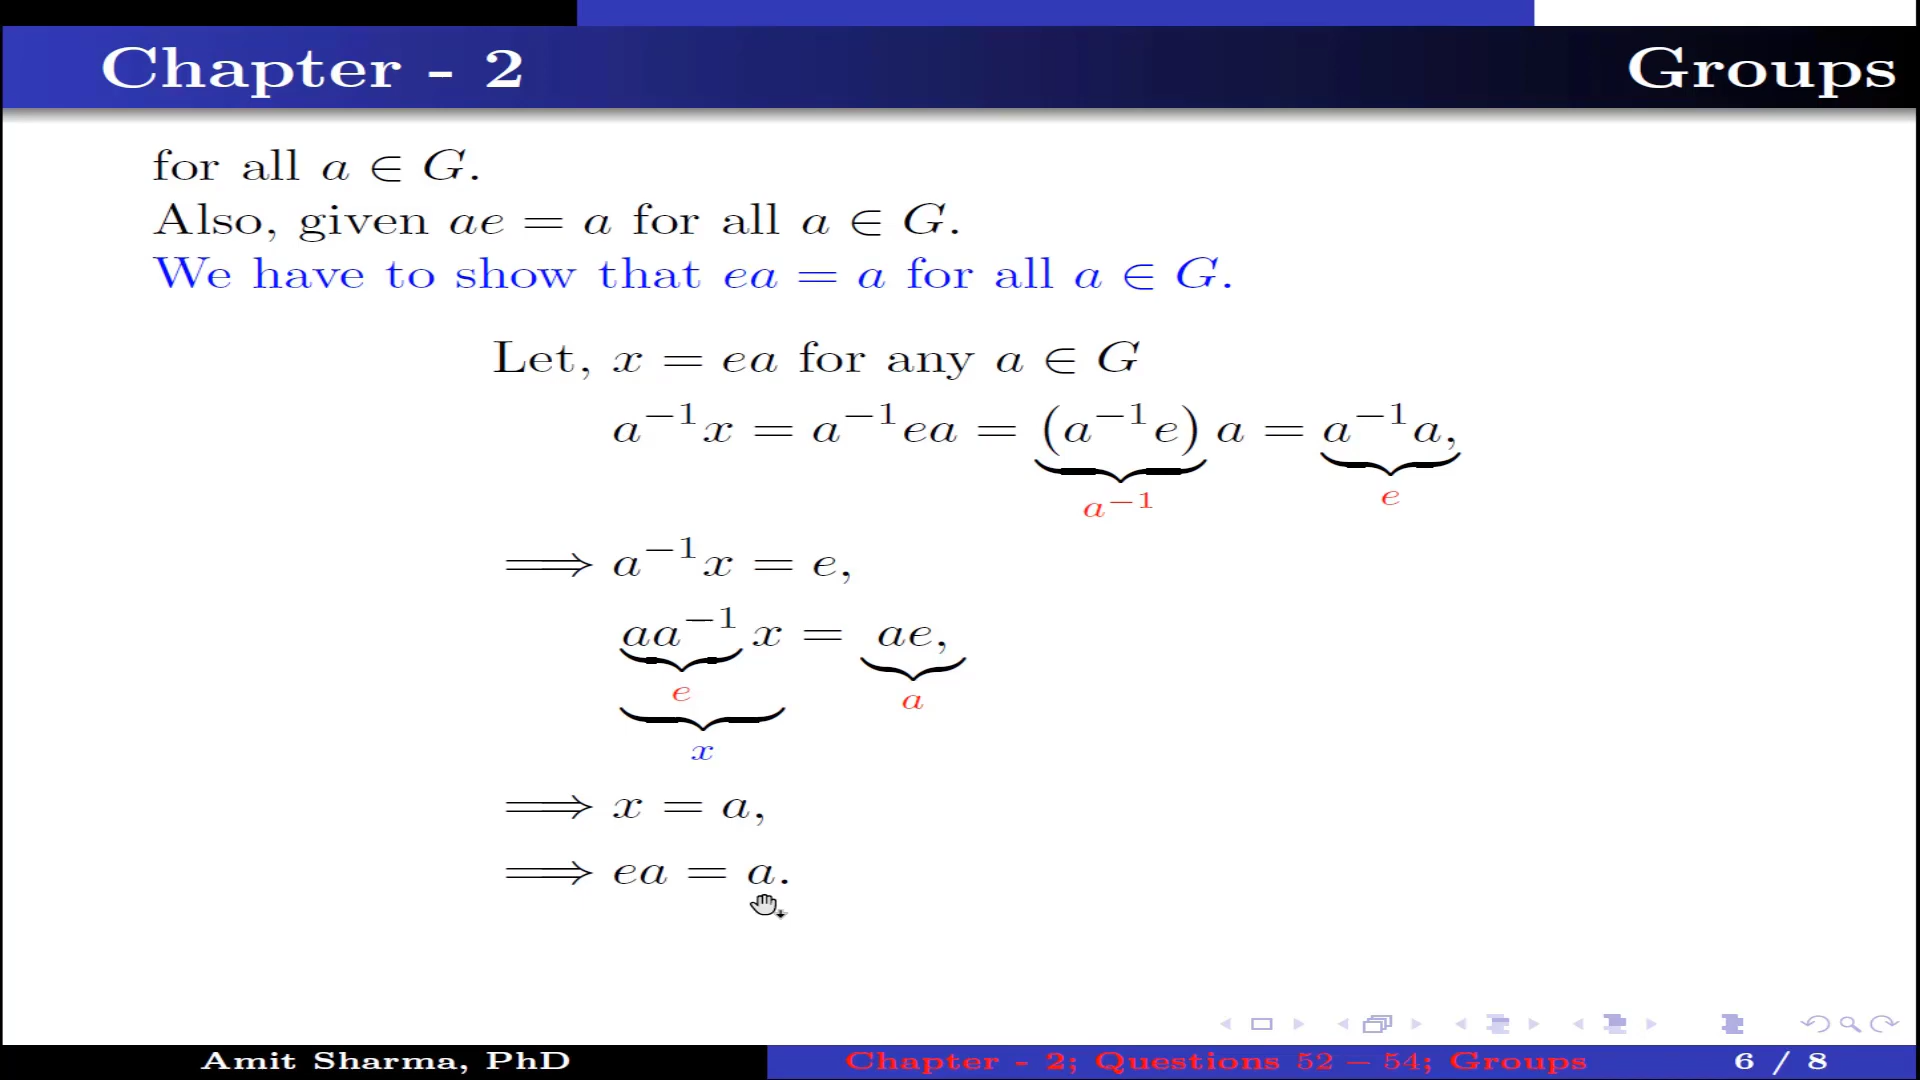 Chapter - 2 Groups
for all a ∈ G.
Also, given ae = a for all a ∈ G.
We have to show that ea = a for all a ∈ G.
Let, x = ea for any a ∈ G
a⁻¹x = a⁻¹ea = (a⁻¹e) a = a⁻¹a,
a⁻¹ e
⟹ a⁻¹x = e,
aa⁻¹ x = ae,
e a
x
⟹ x = a,
⟹ ea = a.
Amit Sharma, PhD Chapter - 2; Questions 52 – 54; Groups 6 / 8